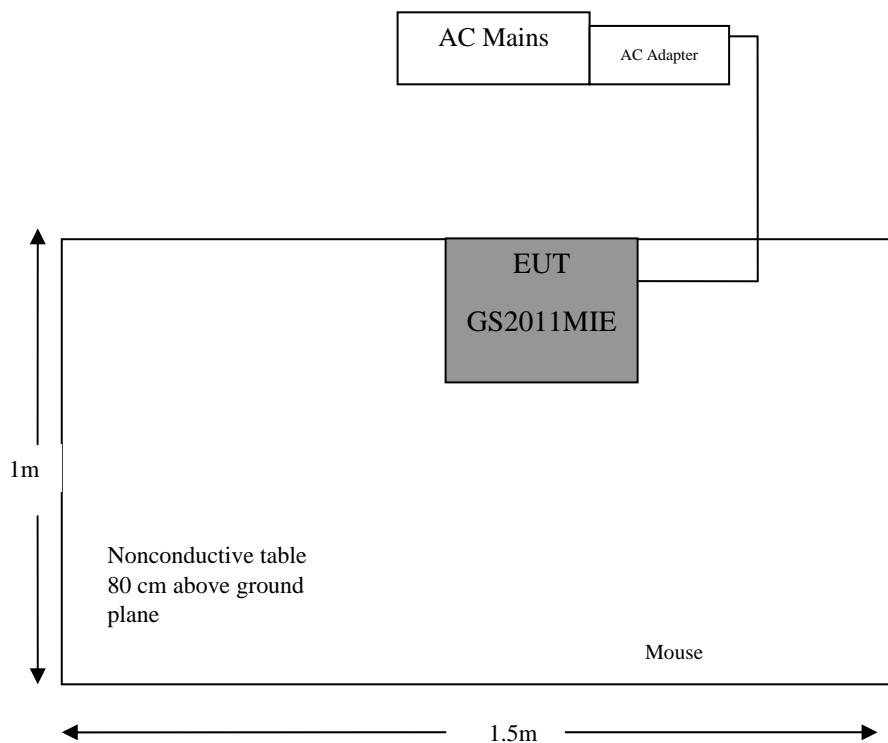 AC Mains
AC Adapter
EUT
GS2011MIE
1m
Nonconductive table
80 cm above ground
plane
Mouse
1.5m